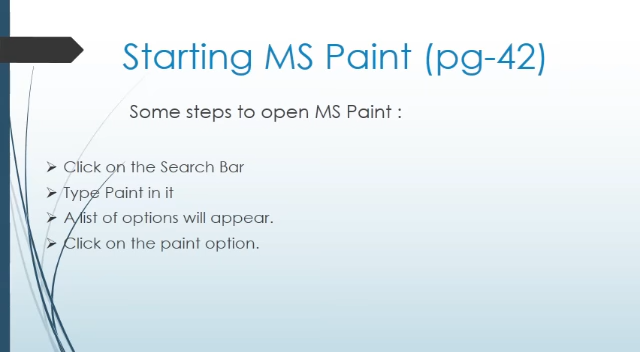 Starting MS Paint (pg-42)
Some steps to open MS Paint :
➢ Click on the Search Bar
➢ Type Paint in it
➢ A list of options will appear.
➢ Click on the paint option.